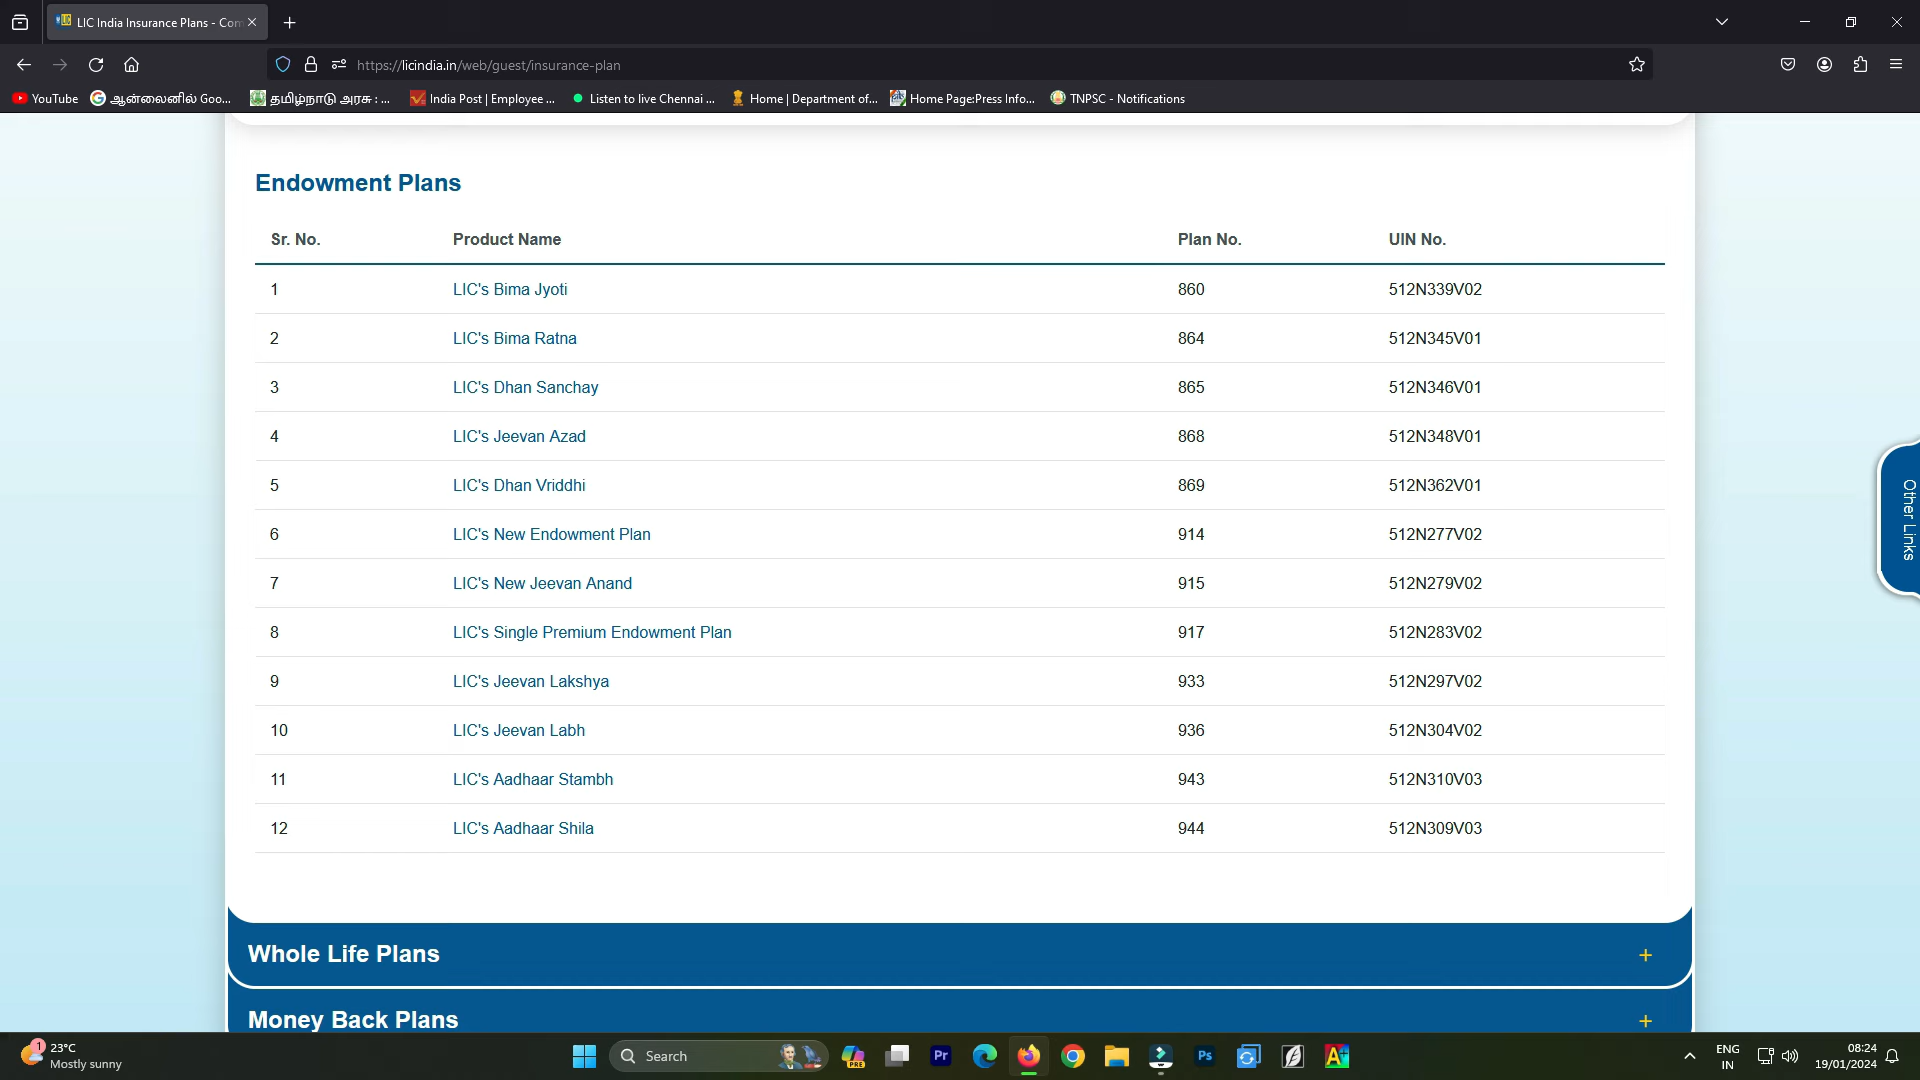 LIC India Insurance Plans - Con
https://licindia.in/web/guest/insurance-plan
YouTube ஆன்லைனில் Goo... தமிழ்நாடு அரசு : ... India Post | Employee ... Listen to live Chennai ... Home | Department of... Home Page:Press Info... TNPSC - Notifications
Endowment Plans
Sr. No. Product Name Plan No. UIN No.
1 LIC's Bima Jyoti 860 512N339V02
2 LIC's Bima Ratna 864 512N345V01
3 LIC's Dhan Sanchay 865 512N346V01
4 LIC's Jeevan Azad 868 512N348V01
5 LIC's Dhan Vriddhi 869 512N362V01
6 LIC's New Endowment Plan 914 512N277V02
7 LIC's New Jeevan Anand 915 512N279V02
8 LIC's Single Premium Endowment Plan 917 512N283V02
9 LIC's Jeevan Lakshya 933 512N297V02
10 LIC's Jeevan Labh 936 512N304V02
11 LIC's Aadhaar Stambh 943 512N310V03
12 LIC's Aadhaar Shila 944 512N309V03
Other Links
Whole Life Plans +
Money Back Plans +
1
23°C
Mostly sunny
Search
PRE
Pr
Ps
ENG
IN
08:24
19/01/2024